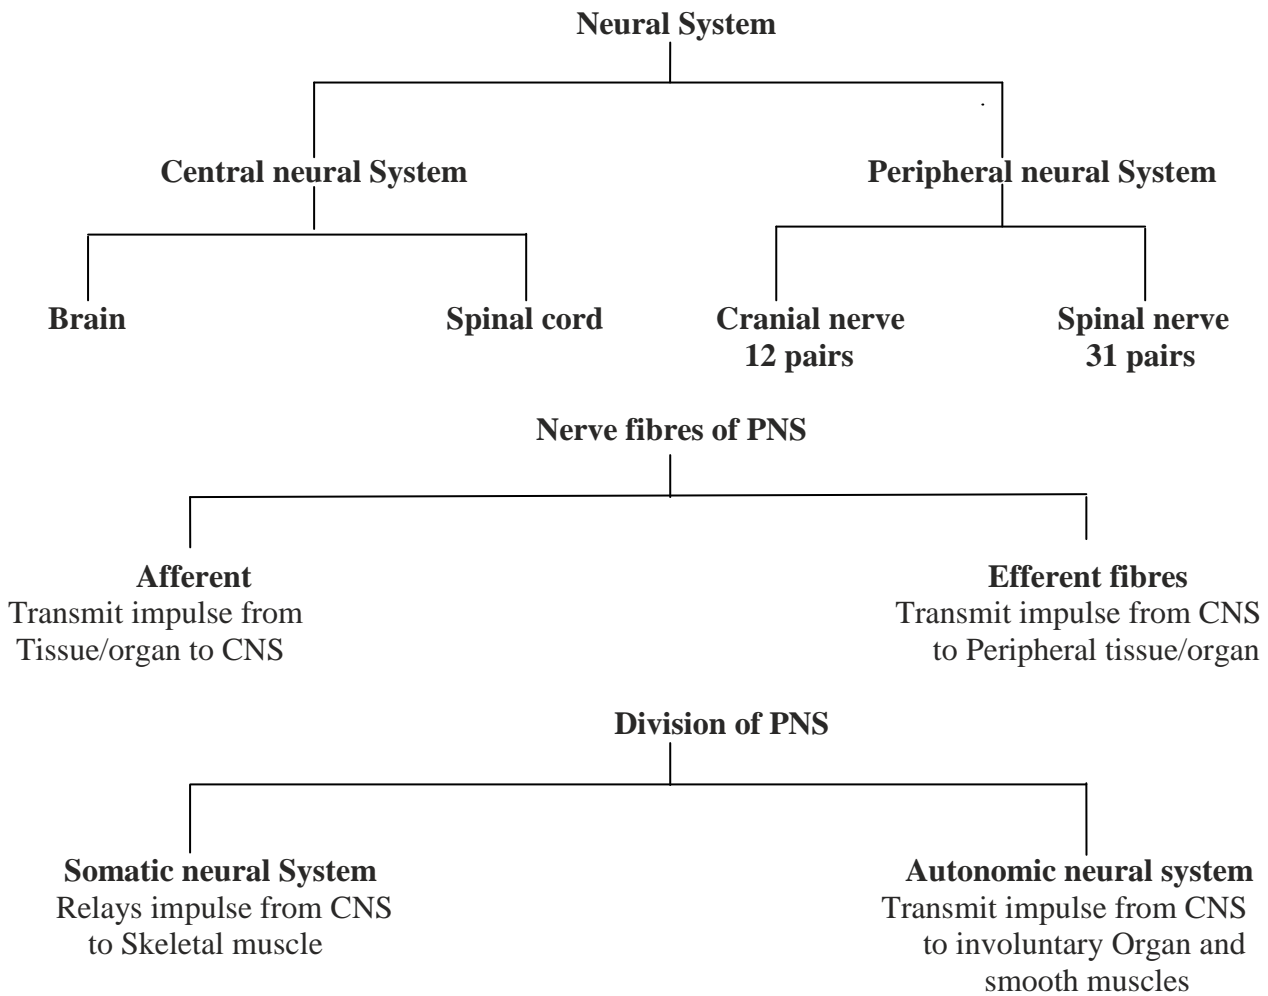 Neural System
Central neural System
Peripheral neural System
Brain
Spinal cord
Cranial nerve
12 pairs
Spinal nerve
31 pairs
Nerve fibres of PNS
Afferent
Transmit impulse from
Tissue/organ to CNS
Efferent fibres
Transmit impulse from CNS
to Peripheral tissue/organ
Division of PNS
Somatic neural System
Relays impulse from CNS
to Skeletal muscle
Autonomic neural system
Transmit impulse from CNS
to involuntary Organ and
smooth muscles